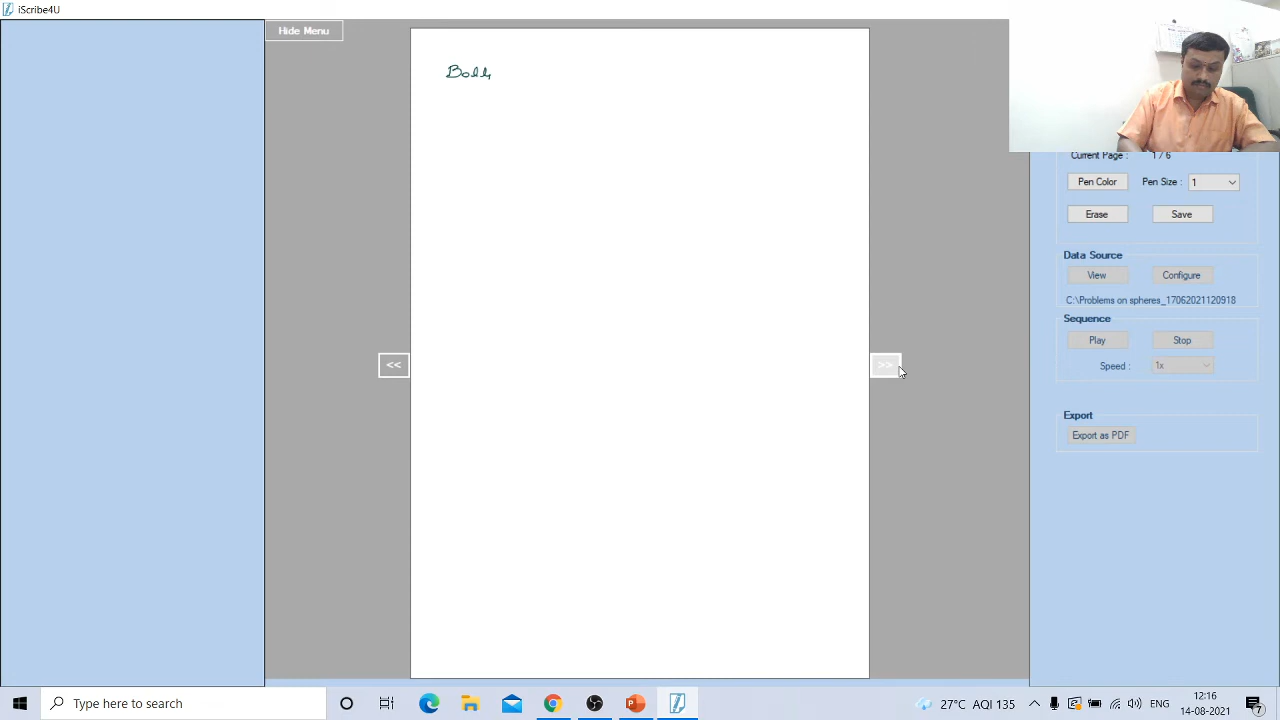 iScribe4U
Hide Menu
Current Page : 1 / 6
Pen Color Pen Size : 1
Erase Save
Data Source
View Configure
C:\Problems on spheres_17062021120918
Sequence
Play Stop
Speed : 1x
Export
Export as PDF
<<
>>
Type here to search
27°C AQI 135
ENG
12:16
14-08-2021
7